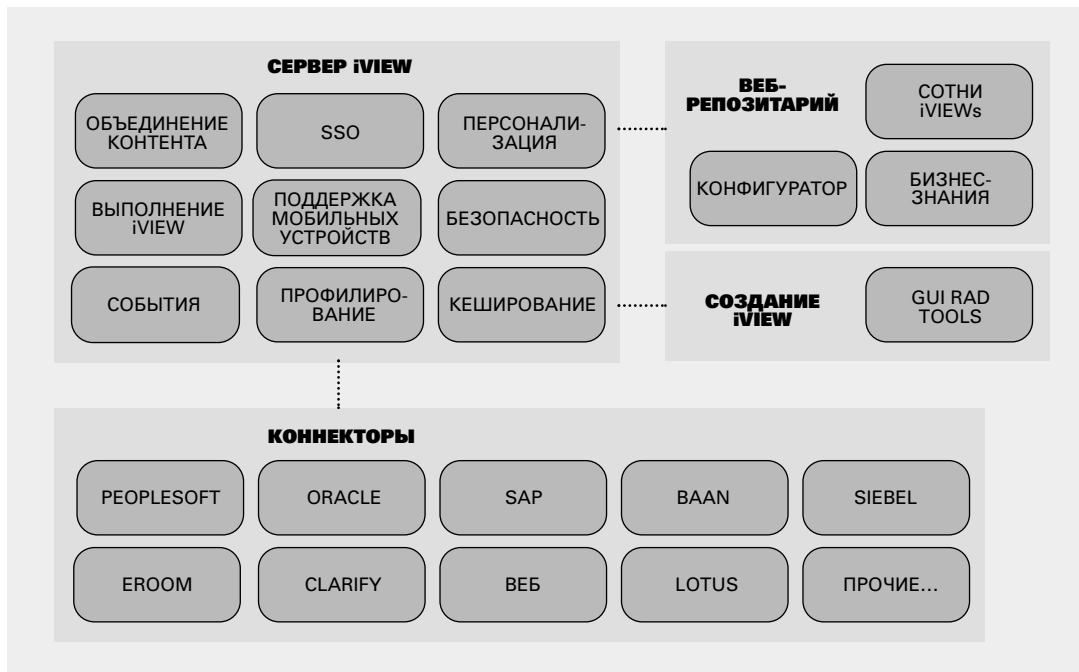 СЕРВЕР iVIEW
ОБЪЕДИНЕНИЕ
КОНТЕНТА
SSO
ПЕРСОНАЛИ-
ЗАЦИЯ
ВЫПОЛНЕНИЕ
iVIEW
ПОДДЕРЖКА
МОБИЛЬНЫХ
УСТРОЙСТВ
БЕЗОПАСНОСТЬ
СОБЫТИЯ
ПРОФИЛИРО-
ВАНИЕ
КЕШИРОВАНИЕ
ВЕБ-
РЕПОЗИТАРИЙ
СОТНИ
iVIEWs
КОНФИГУРАТОР
БИЗНЕС-
ЗНАНИЯ
СОЗДАНИЕ
iVIEW
GUI RAD
TOOLS
КОННЕКТОРЫ
PEOPLESOFT
ORACLE
SAP
BAAN
SIEBEL
EROOM
CLARIFY
ВЕБ
LOTUS
ПРОЧИЕ...